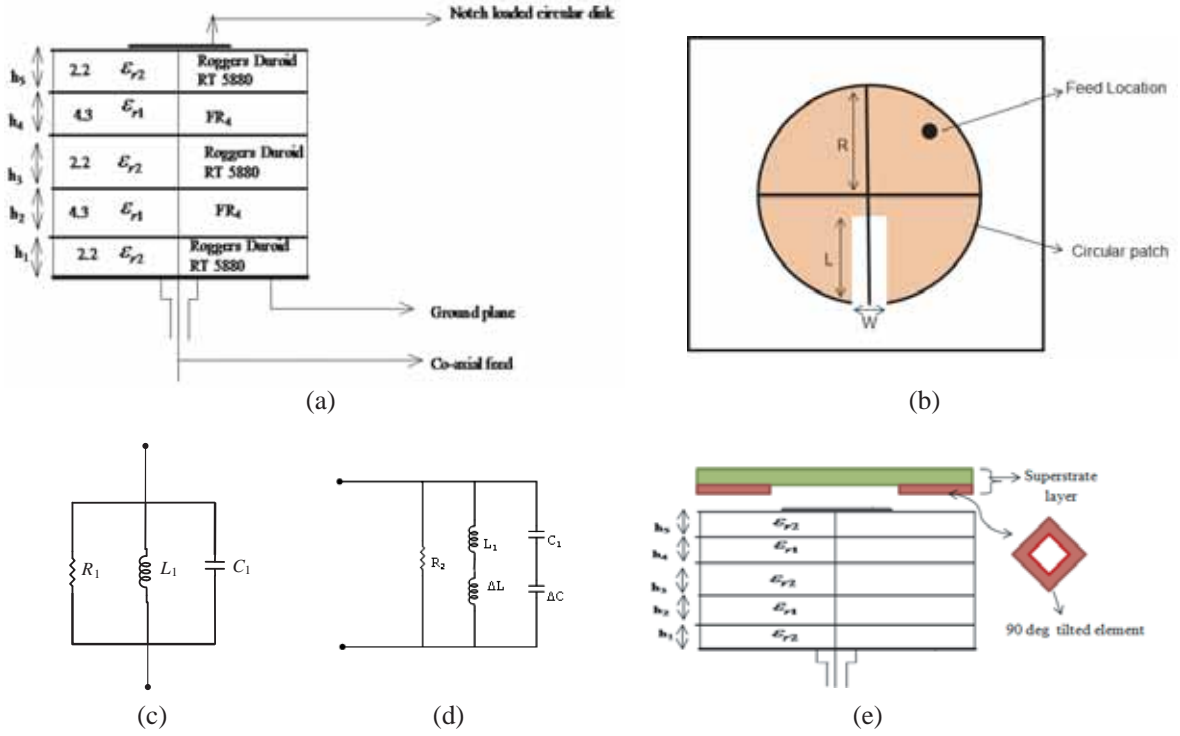 Notch loaded circular disk
h5 2.2 εr2 Roggers Duroid
RT 5880
h4 4.3 εr1 FR4
h3 2.2 εr2 Roggers Duroid
RT 5880
h2 4.3 εr1 FR4
h1 2.2 εr2 Roggers Duroid
RT 5880
Ground plane
Co-axial feed
(a)
Feed Location
R
L
W
Circular patch
(b)
R1 L1 C1
(c)
R2
L1
ΔL
C1
ΔC
(d)
Superstrate
layer
h5 εr2
h4 εr1
h3 εr2
h2 εr1
h1 εr2
90 deg tilted element
(e)